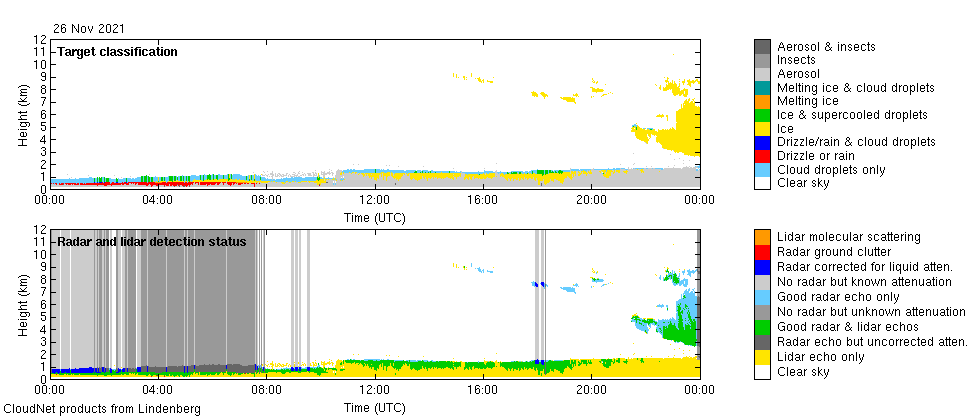 26 Nov 2021
Target classification
Height (km)
12
11
10
9
8
7
6
5
4
3
2
1
0
00:00 04:00 08:00 12:00 16:00 20:00 00:00
Time (UTC)
Aerosol & insects
Insects
Aerosol
Melting ice & cloud droplets
Melting ice
Ice & supercooled droplets
Ice
Drizzle/rain & cloud droplets
Drizzle or rain
Cloud droplets only
Clear sky
Radar and lidar detection status
Height (km)
12
11
10
9
8
7
6
5
4
3
2
1
0
00:00 04:00 08:00 12:00 16:00 20:00 00:00
Time (UTC)
Lidar molecular scattering
Radar ground clutter
Radar corrected for liquid atten.
No radar but known attenuation
Good radar echo only
No radar but unknown attenuation
Good radar & lidar echos
Radar echo but uncorrected atten.
Lidar echo only
Clear sky
CloudNet products from Lindenberg